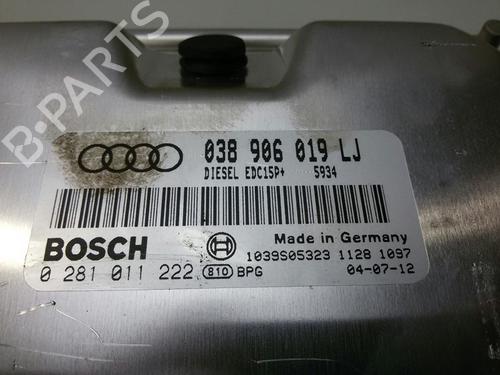 B-PARTS
038 906 019 LJ
DIESEL EDC15P+ 5934
BOSCH
Made in Germany
0 281 011 222 810 BPG
1039S05323 1128 1097
04-07-12